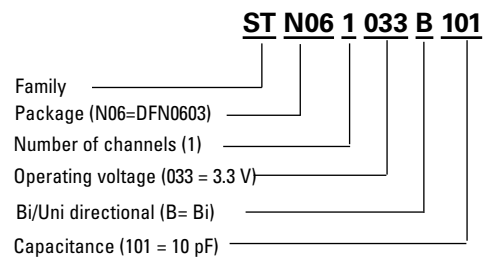 ST N06 1 033 B 101
Family
Package (N06=DFN0603)
Number of channels (1)
Operating voltage (033 = 3.3 V)
Bi/Uni directional (B= Bi)
Capacitance (101 = 10 pF)